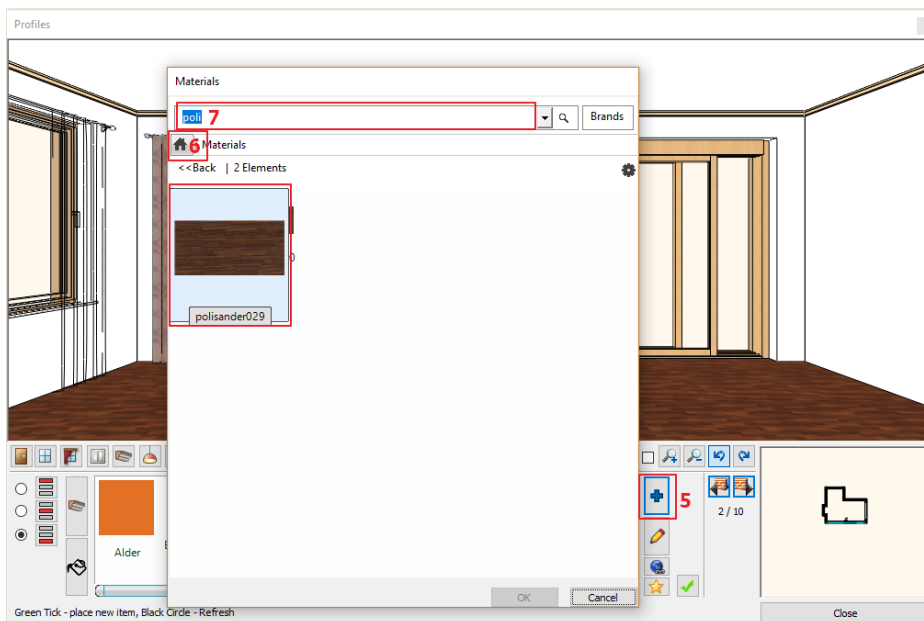 Profiles
Materials
poli 7
Brands
6 Materials
<<Back | 2 Elements
polisander029
5
2 / 10
Alder
OK
Cancel
Green Tick - place new item, Black Circle - Refresh
Close